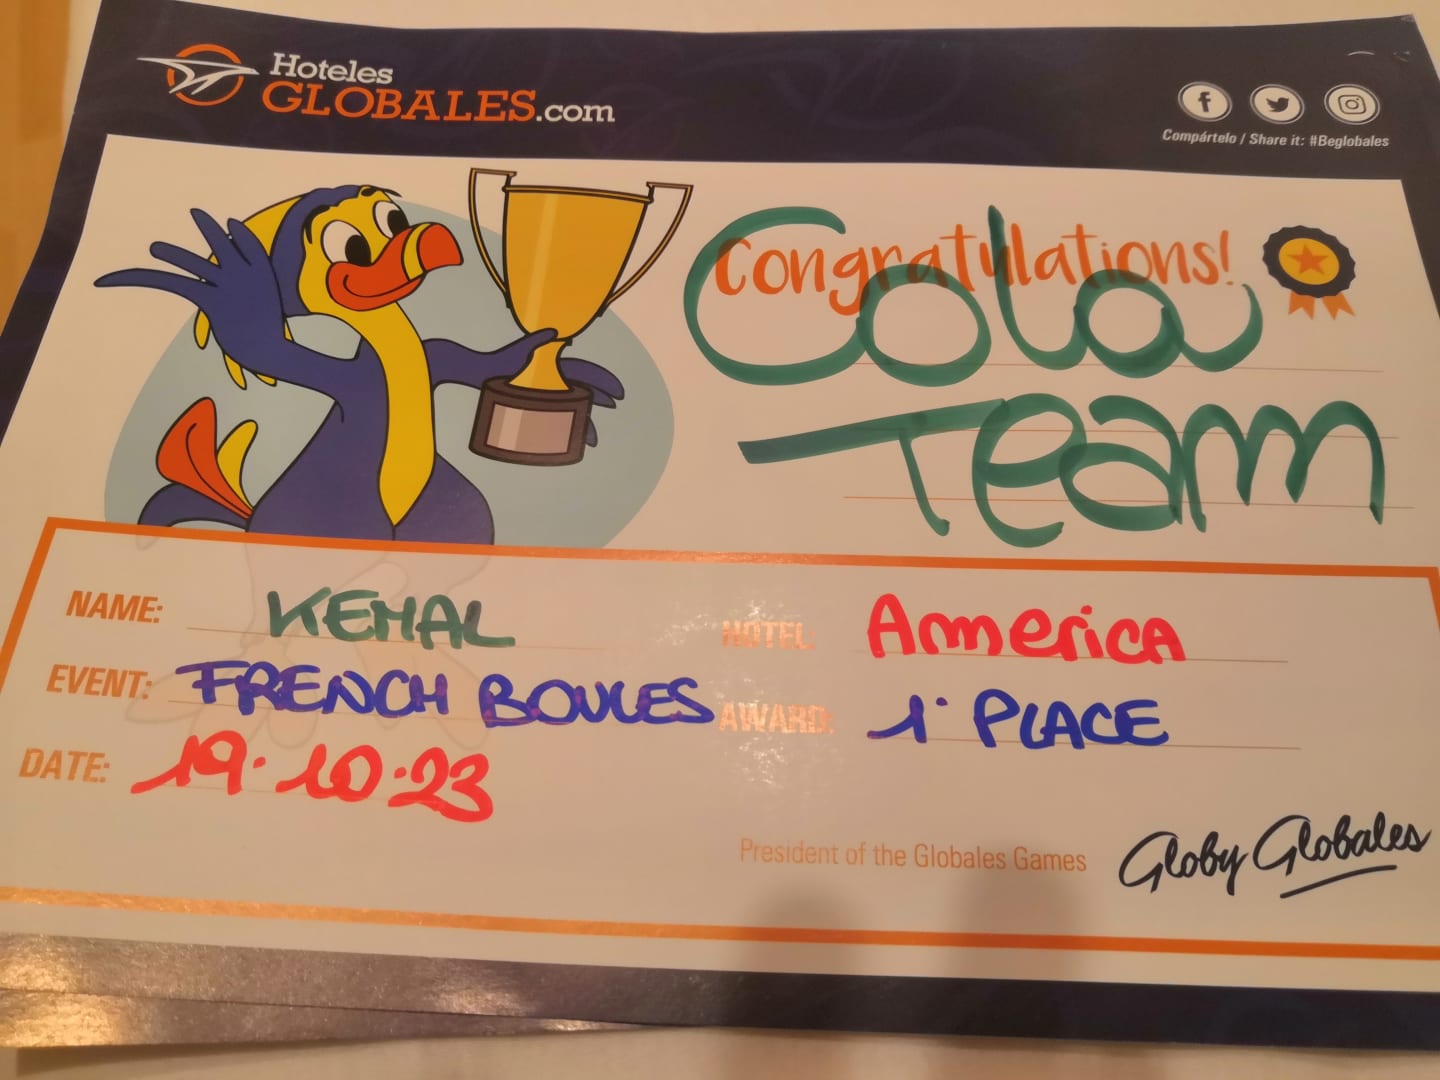 Hoteles
GLOBALES.com
Compártelo / Share it: #Beglobales
Congratulations!
Cola
Team
NAME: KEMAL
HOTEL: America
EVENT: FRENCH BOULES
AWARD: 1° PLACE
DATE: 19.10.23
President of the Globales Games
Globy Globales